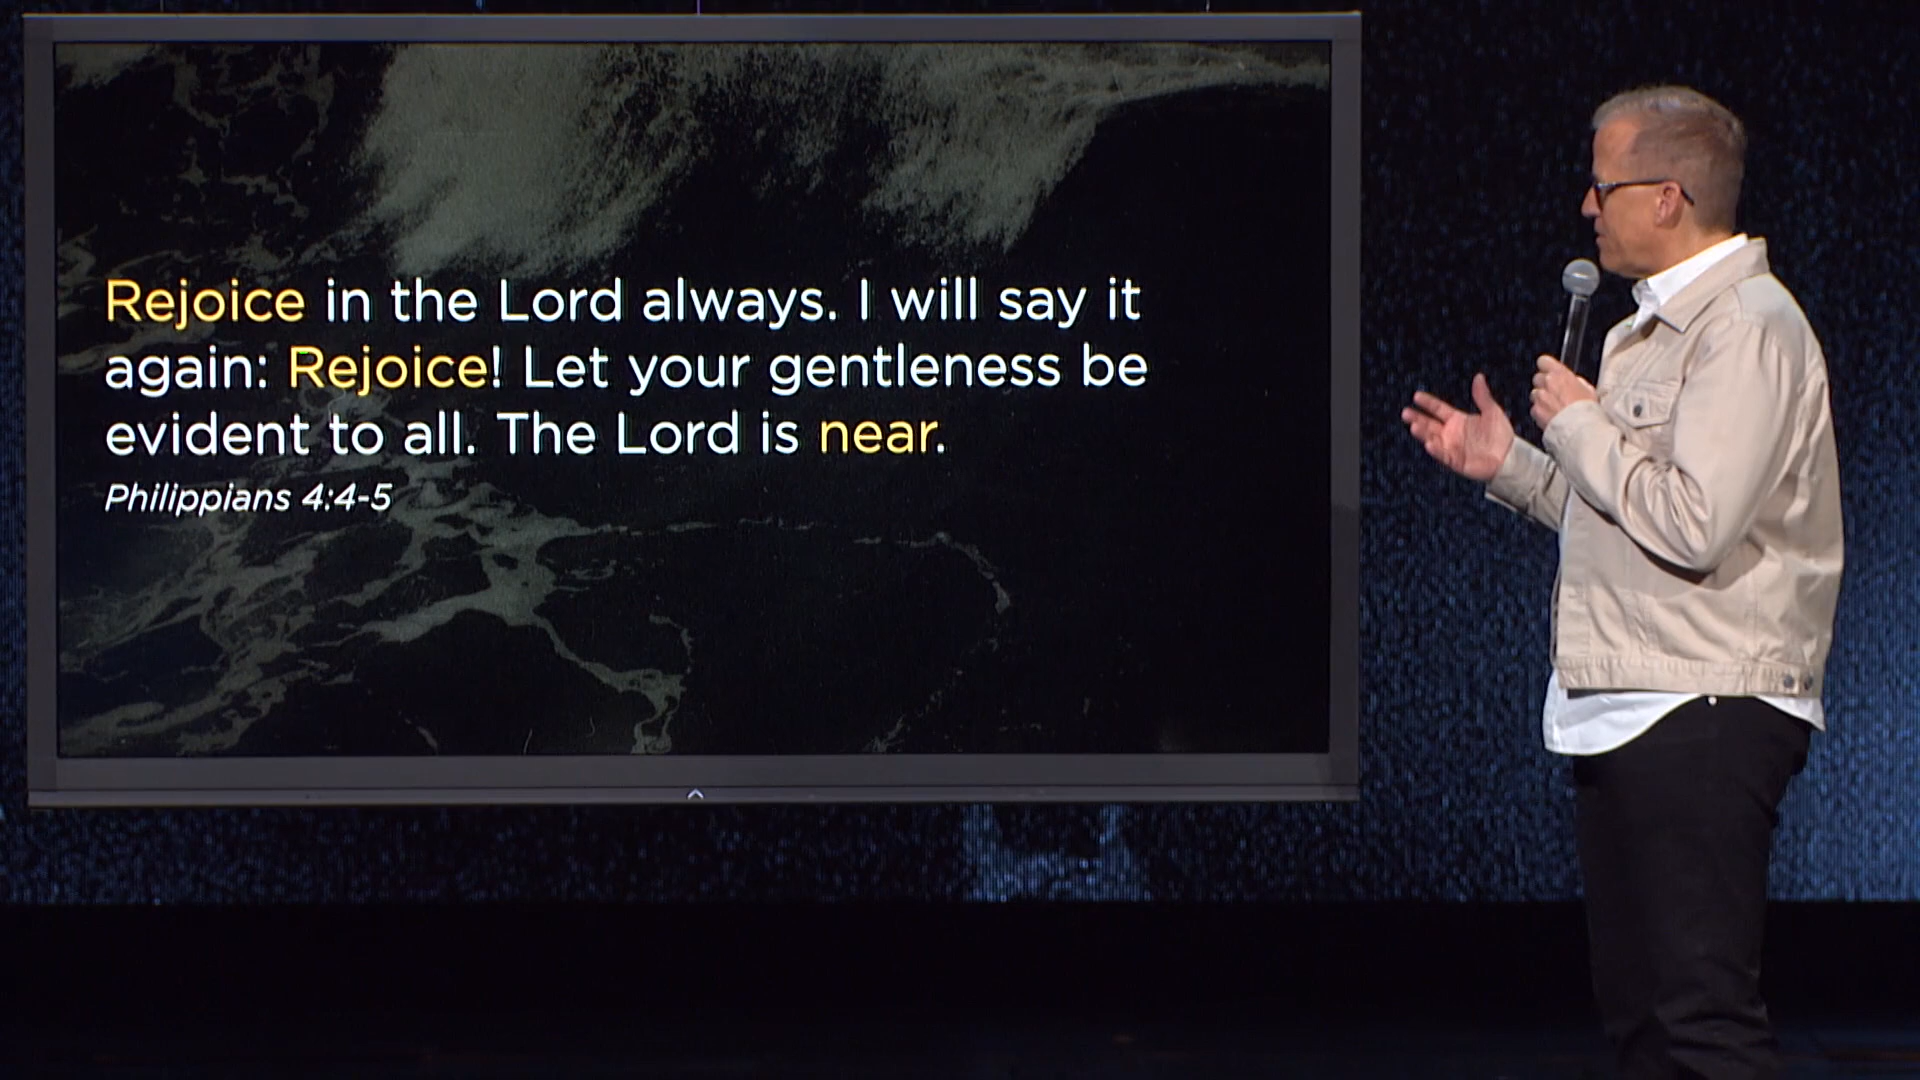 Rejoice in the Lord always. I will say it
again: Rejoice! Let your gentleness be
evident to all. The Lord is near.
Philippians 4:4-5